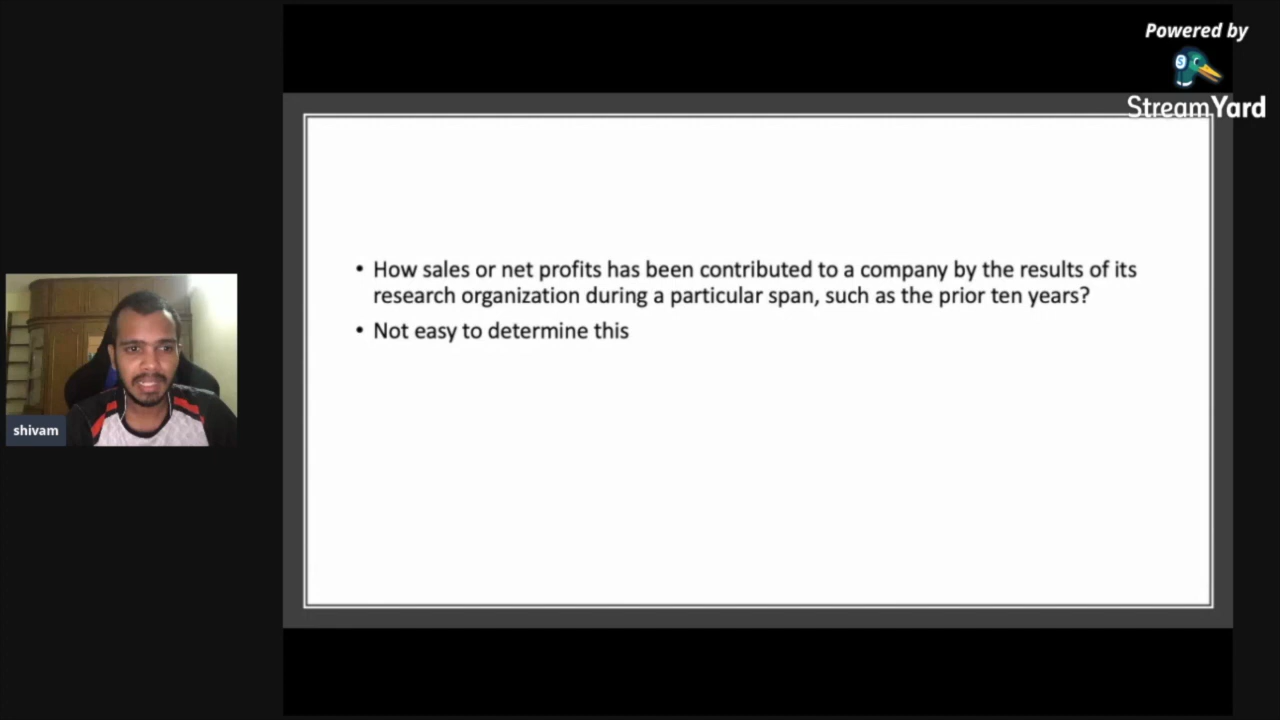 Powered by
StreamYard
• How sales or net profits has been contributed to a company by the results of its
research organization during a particular span, such as the prior ten years?
• Not easy to determine this
shivam